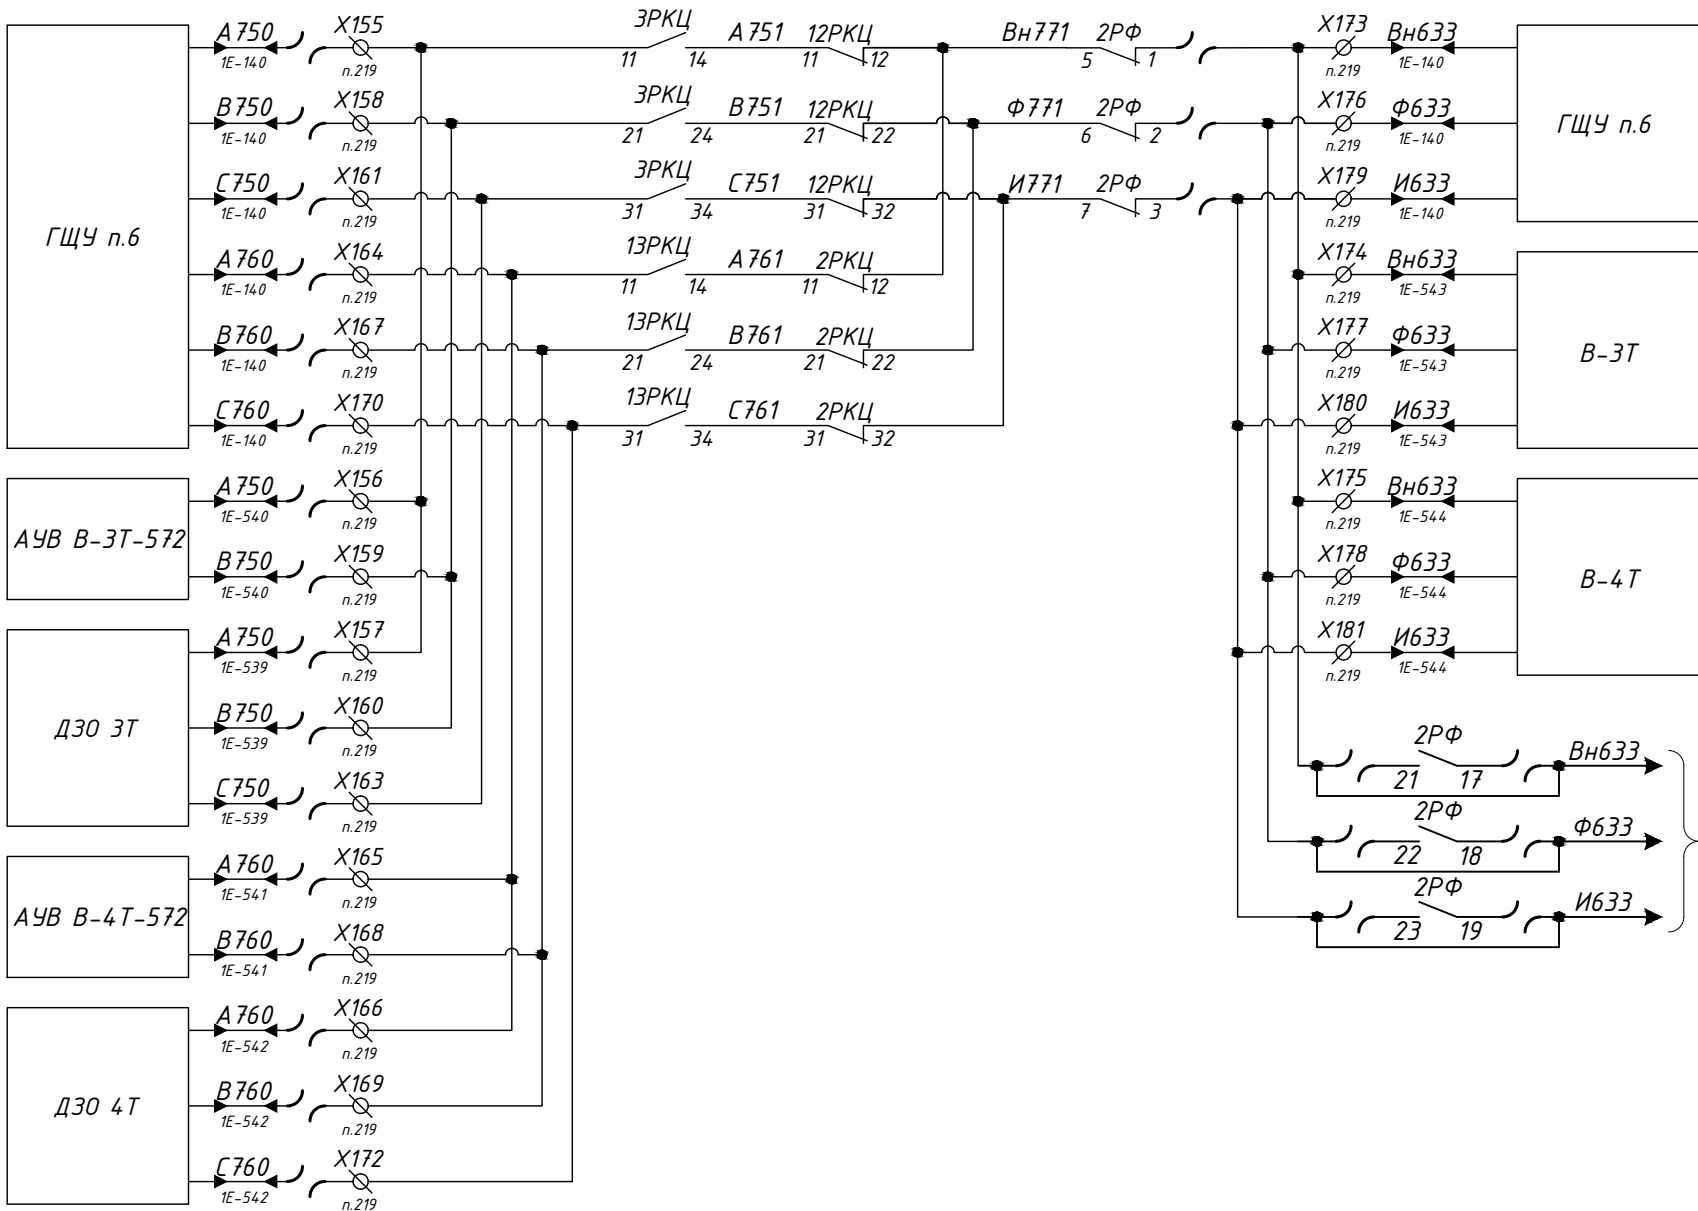 А750 Х155 3РКЦ А751 12РКЦ Вн771 2РФ Х173 Вн633
1Е-140 п.219 11 14 11 12 5 1 п.219 1Е-140
В750 Х158 3РКЦ В751 12РКЦ Ф771 2РФ Х176 Ф633
1Е-140 п.219 21 24 21 22 6 2 п.219 1Е-140
ГЩУ п.6
С750 Х161 3РКЦ С751 12РКЦ И771 2РФ Х179 И633
1Е-140 п.219 31 34 31 32 7 3 п.219 1Е-140
ГЩУ п.6
А760 Х164 13РКЦ А761 2РКЦ Х174 Вн633
1Е-140 п.219 11 14 11 12 п.219 1Е-543
В760 Х167 13РКЦ В761 2РКЦ Х177 Ф633
1Е-140 п.219 21 24 21 22 п.219 1Е-543
В-3Т
С760 Х170 13РКЦ С761 2РКЦ Х180 И633
1Е-140 п.219 31 34 31 32 п.219 1Е-543
А750 Х156 Х175 Вн633
1Е-540 п.219 п.219 1Е-544
АУВ В-3Т-572
В750 Х159 Х178 Ф633
1Е-540 п.219 п.219 1Е-544
В-4Т
А750 Х157 Х181 И633
1Е-539 п.219 п.219 1Е-544
В750 Х160 2РФ Вн633
1Е-539 п.219 21 17
ДЗО 3Т
С750 Х163 2РФ Ф633
1Е-539 п.219 22 18
А760 Х165 2РФ И633
1Е-541 п.219 23 19
АУВ В-4Т-572
В760 Х168
1Е-541 п.219
А760 Х166
1Е-542 п.219
В760 Х169
1Е-542 п.219
ДЗО 4Т
С760 Х172
1Е-542 п.219